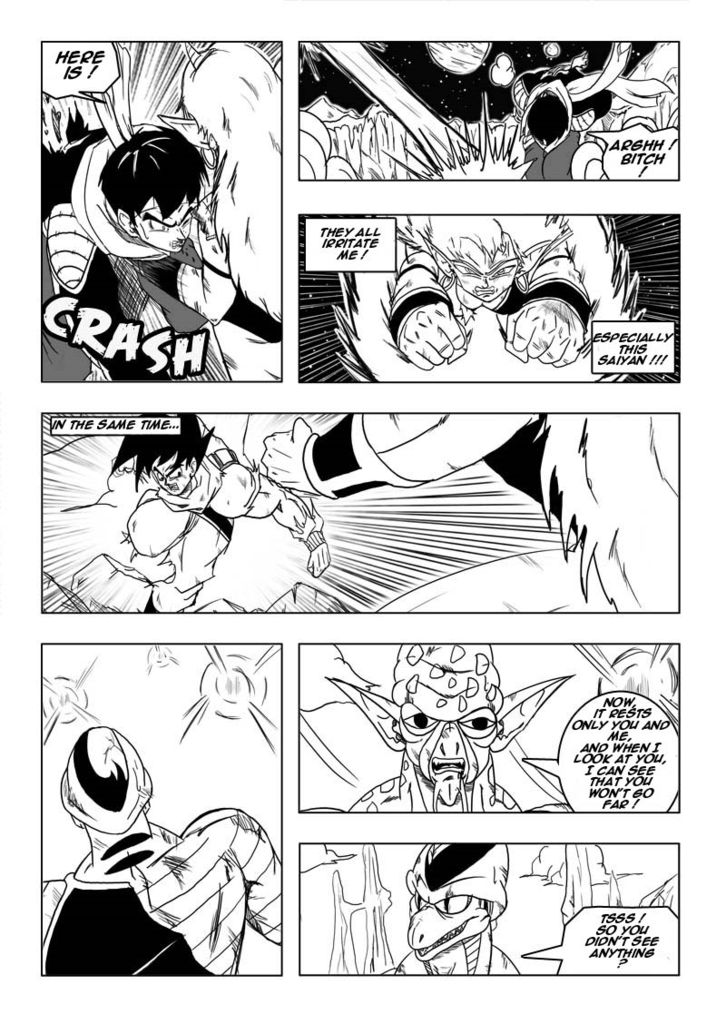 HERE
IS !
CRASH
ARGHH !
BITCH
!
THEY ALL
IRRITATE
ME !
ESPECIALLY
THIS
SAIYAN !!!
IN THE SAME TIME...
NOW,
IT RESTS
ONLY YOU AND
ME,
AND WHEN I
LOOK AT YOU,
I CAN SEE
THAT YOU
WON'T GO
FAR !
TSSS !
SO YOU
DIDN'T SEE
ANYTHING
?